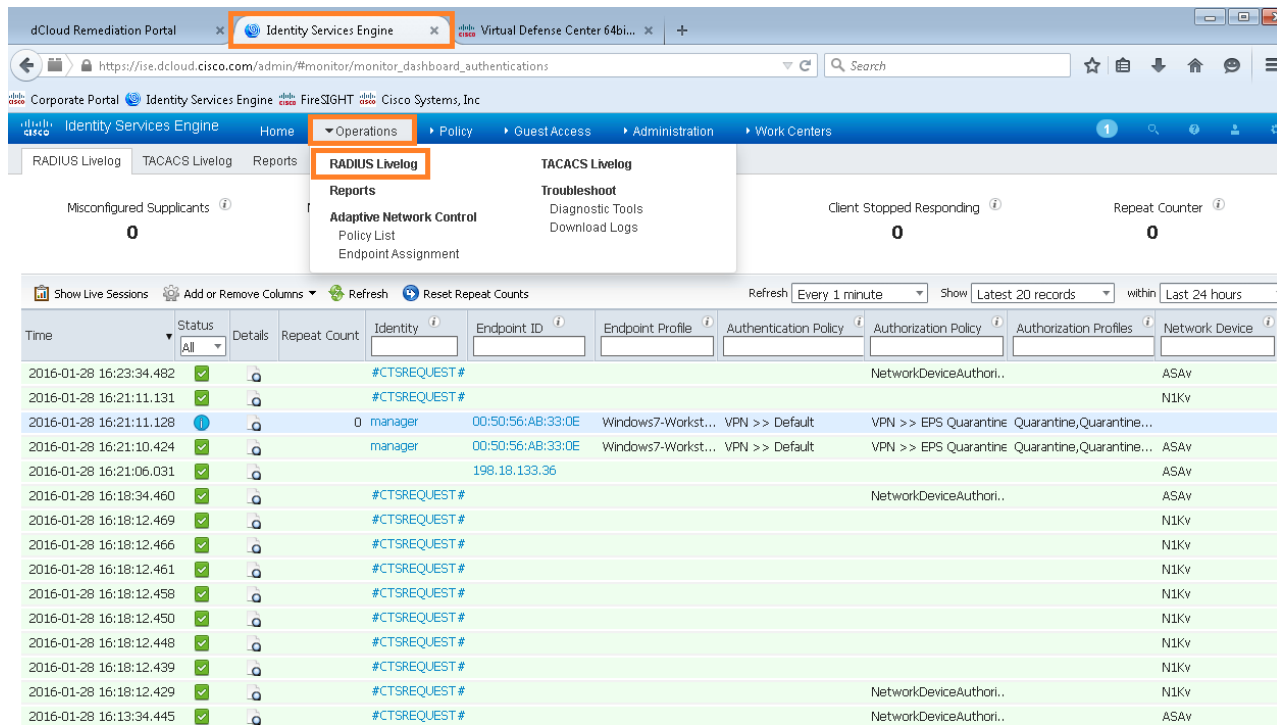 dCloud Remediation Portal × Identity Services Engine × cisco Virtual Defense Center 64bi... × +
https://ise.dcloud.cisco.com/admin/#monitor/monitor_dashboard_authentications Search
cisco Corporate Portal Identity Services Engine cisco FireSIGHT cisco Cisco Systems, Inc
cisco Identity Services Engine Home Operations Policy Guest Access Administration Work Centers 1
RADIUS Livelog TACACS Livelog Reports
RADIUS Livelog TACACS Livelog
Reports Troubleshoot
Diagnostic Tools
Adaptive Network Control
Download Logs
Policy List
Endpoint Assignment
Misconfigured Supplicants Client Stopped Responding Repeat Counter
0 0 0
Show Live Sessions Add or Remove Columns Refresh Reset Repeat Counts Refresh Every 1 minute Show Latest 20 records within Last 24 hours
Time Status Details Repeat Count Identity Endpoint ID Endpoint Profile Authentication Policy Authorization Policy Authorization Profiles Network Device
All
2016-01-28 16:23:34.482 #CTSREQUEST# NetworkDeviceAuthori.. ASAv
2016-01-28 16:21:11.131 #CTSREQUEST# N1Kv
2016-01-28 16:21:11.128 0 manager 00:50:56:AB:33:0E Windows7-Workst... VPN >> Default VPN >> EPS Quarantine Quarantine,Quarantine...
2016-01-28 16:21:10.424 manager 00:50:56:AB:33:0E Windows7-Workst... VPN >> Default VPN >> EPS Quarantine Quarantine,Quarantine... ASAv
2016-01-28 16:21:06.031 198.18.133.36 ASAv
2016-01-28 16:18:34.460 #CTSREQUEST# NetworkDeviceAuthori.. ASAv
2016-01-28 16:18:12.469 #CTSREQUEST# N1Kv
2016-01-28 16:18:12.466 #CTSREQUEST# N1Kv
2016-01-28 16:18:12.461 #CTSREQUEST# N1Kv
2016-01-28 16:18:12.458 #CTSREQUEST# N1Kv
2016-01-28 16:18:12.450 #CTSREQUEST# N1Kv
2016-01-28 16:18:12.448 #CTSREQUEST# N1Kv
2016-01-28 16:18:12.439 #CTSREQUEST# N1Kv
2016-01-28 16:18:12.429 #CTSREQUEST# NetworkDeviceAuthori.. N1Kv
2016-01-28 16:13:34.445 #CTSREQUEST# NetworkDeviceAuthori.. ASAv